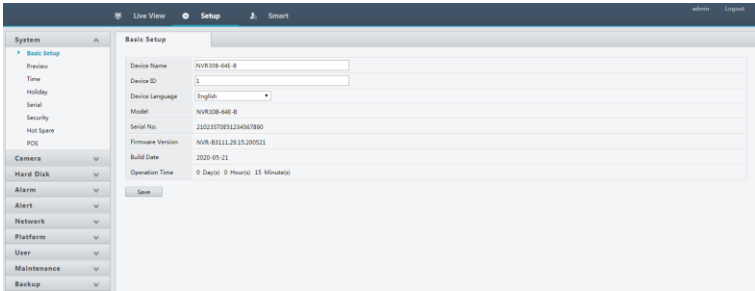 admin Logout
Live View Setup Smart
System
Basic Setup
Preview
Time
Holiday
Serial
Security
Hot Spare
POS
Camera
Hard Disk
Alarm
Alert
Network
Platform
User
Maintenance
Backup
Basic Setup
Device Name NVR308-64E-B
Device ID 1
Device Language English
Model NVR308-64E-B
Serial No. 210235T0E51234567890
Firmware Version NVR-B3111.29.15.200521
Build Date 2020-05-21
Operation Time 0 Day(s) 0 Hour(s) 15 Minute(s)
Save